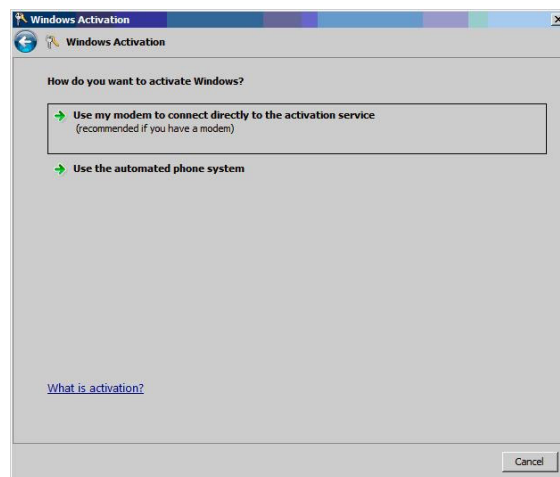 Windows Activation
Windows Activation
How do you want to activate Windows?
Use my modem to connect directly to the activation service
(recommended if you have a modem)
Use the automated phone system
What is activation?
Cancel